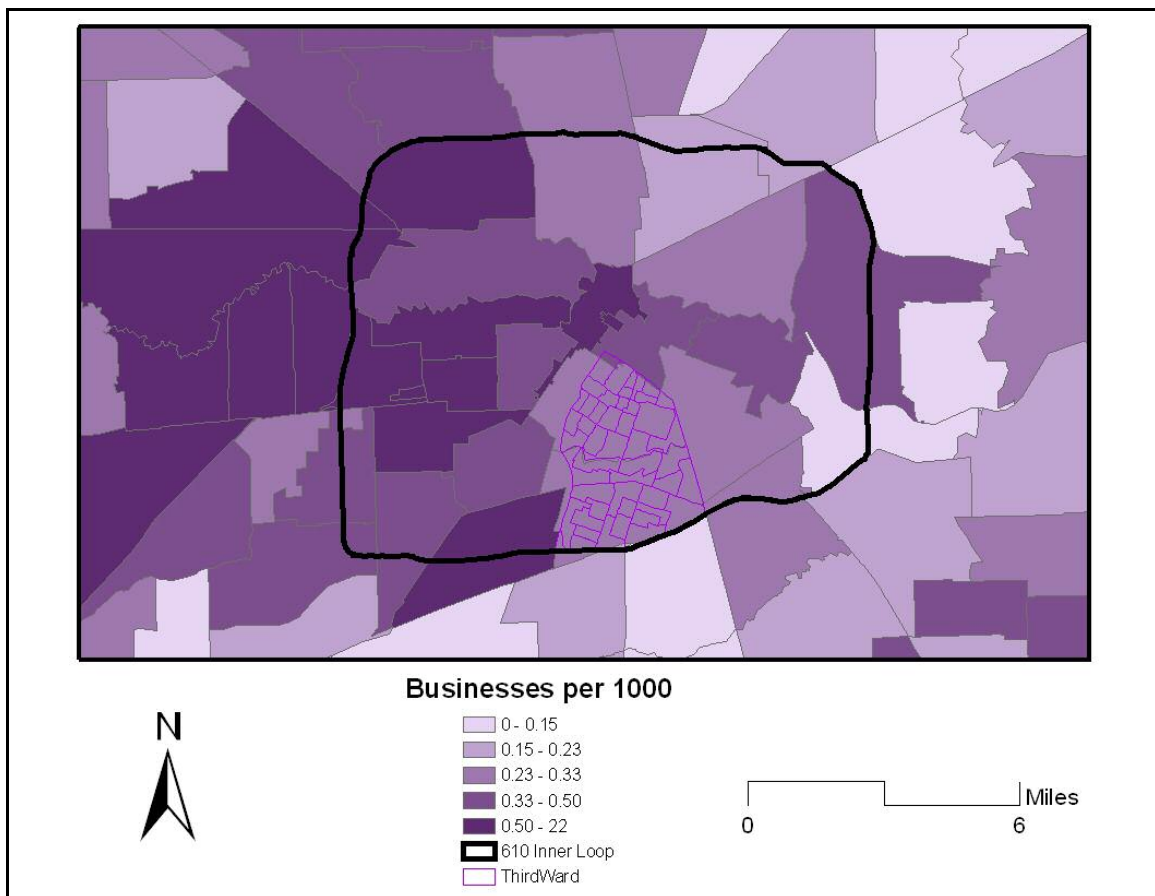 Businesses per 1000
N
0 - 0.15
0.15 - 0.23
0.23 - 0.33
0.33 - 0.50
0.50 - 22
610 Inner Loop
ThirdWard
Miles
0 6